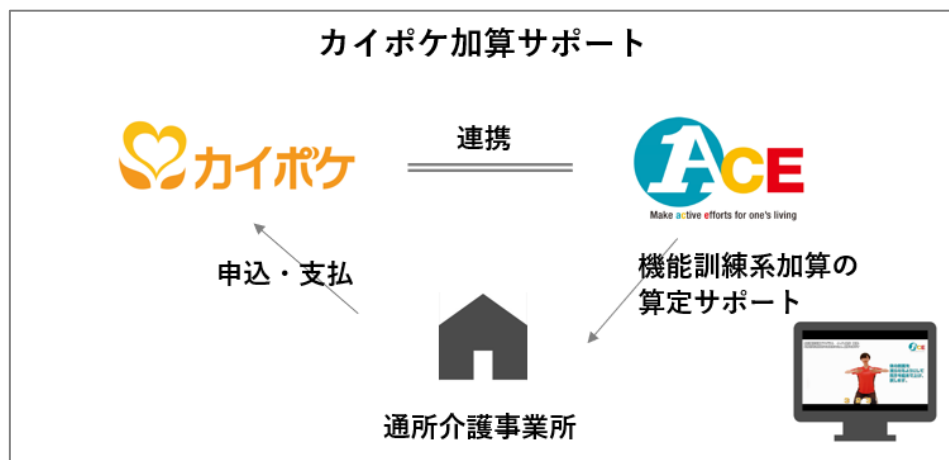 カイポケ加算サポート
カイポケ
連携
1ACE
Make active efforts for one's living
申込・支払
機能訓練系加算の
算定サポート
通所介護事業所
ACE